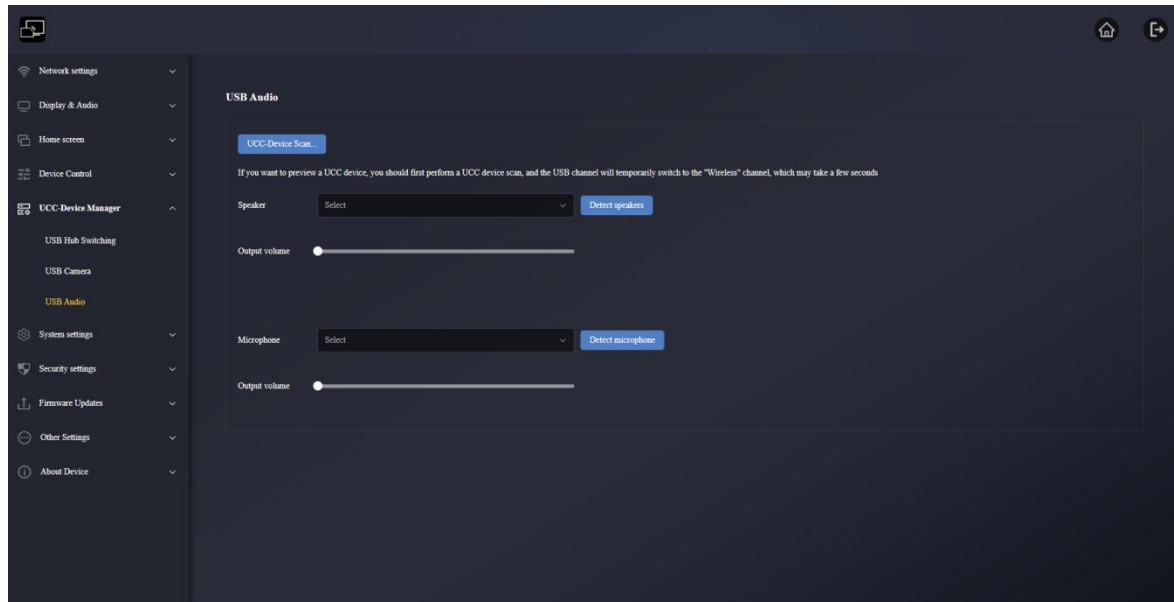 Network settings
Display & Audio
Home screen
Device Control
UCC-Device Manager
USB Hub Switching
USB Camera
USB Audio
System settings
Security settings
Firmware Updates
Other Settings
About Device
USB Audio
UCC-Device Scan...
If you want to preview a UCC device, you should first perform a UCC device scan, and the USB channel will temporarily switch to the "Wireless" channel, which may take a few seconds
Speaker Select Detect speakers
Output volume
Microphone Select Detect microphone
Output volume